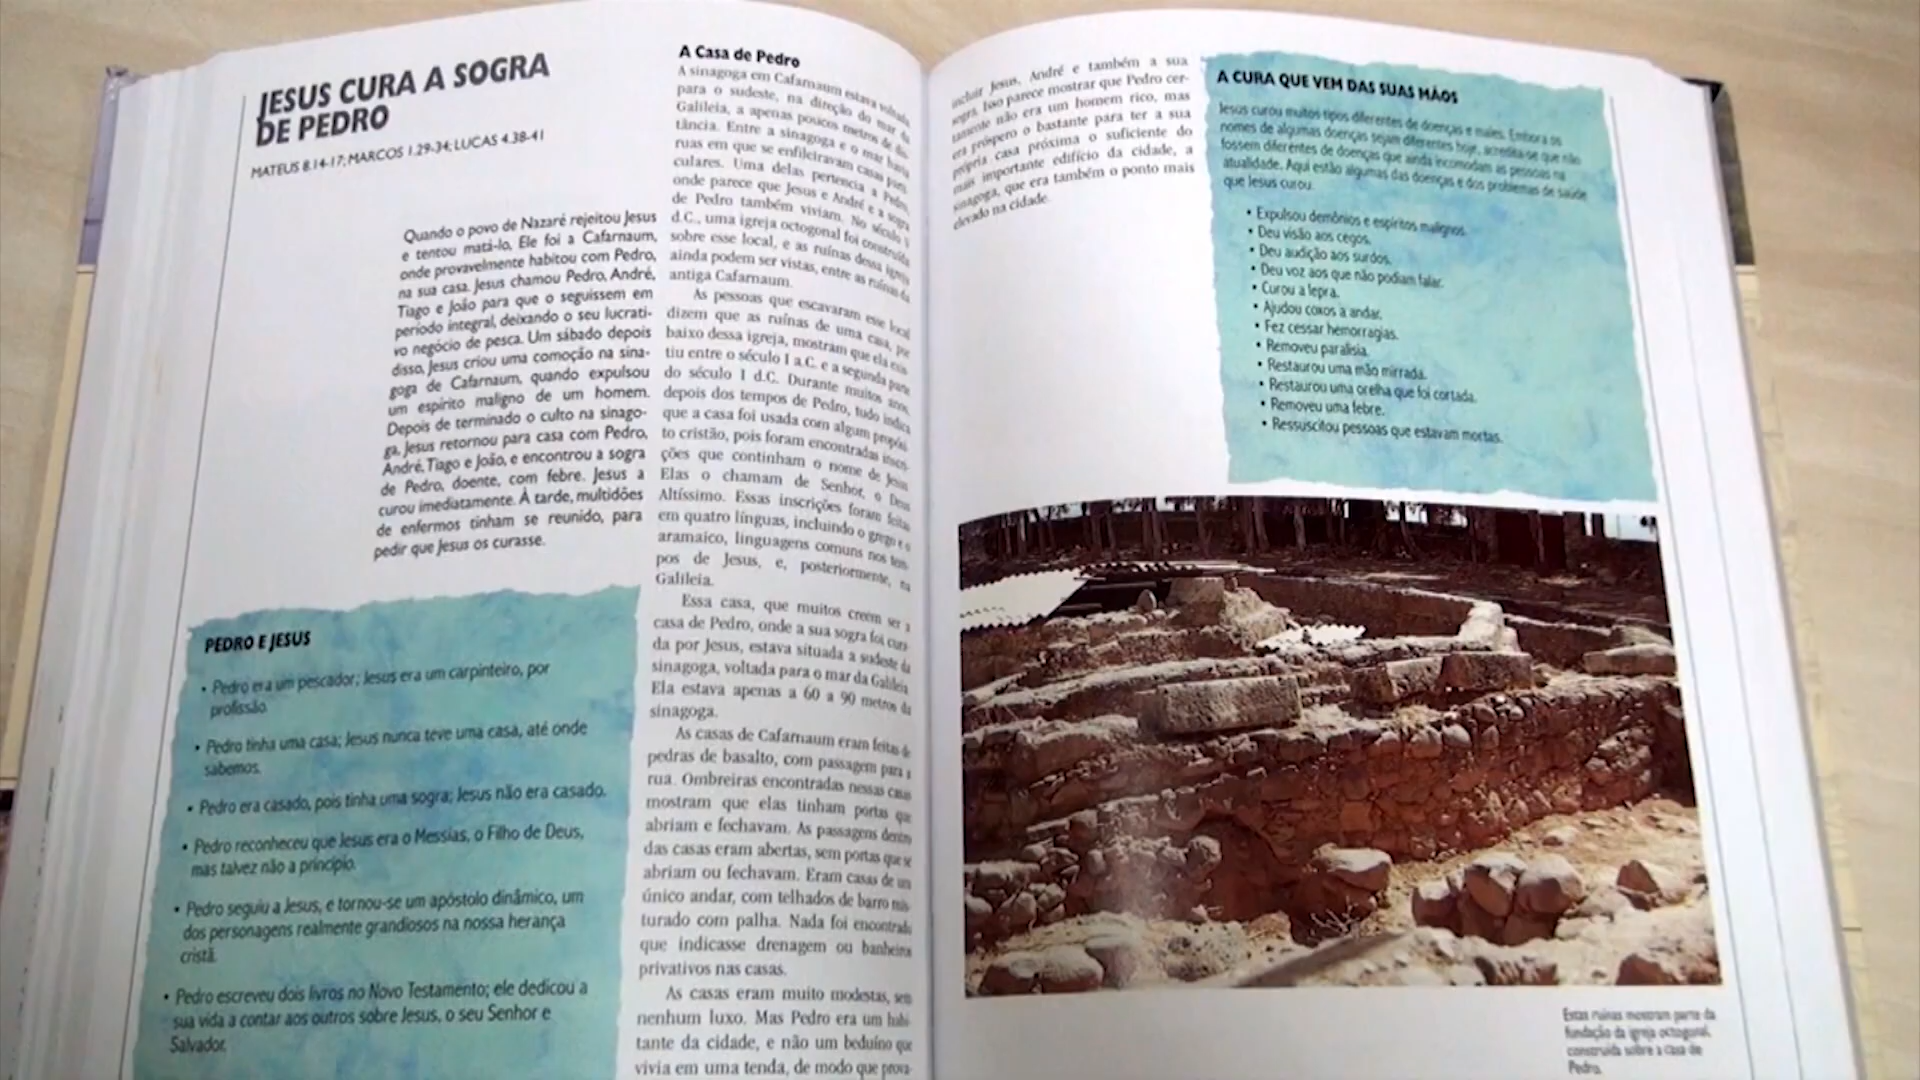 JESUS CURA A SOGRA
DE PEDRO
MATEUS 8.14-17; MARCOS 1.29-34; LUCAS 4.38-41
Quando o povo de Nazaré rejeitou Jesus
e tentou matá-lo, Ele foi a Cafarnaum,
onde provavelmente habitou com Pedro,
na sua casa. Jesus chamou Pedro, André,
Tiago e João para que o seguissem em
período integral, deixando o seu lucrati-
vo negócio de pesca. Um sábado depois
disso, Jesus criou uma comoção na sina-
goga de Cafarnaum, quando expulsou
um espírito maligno de um homem.
Depois de terminado o culto na sinago-
ga, Jesus retornou para casa com Pedro,
André, Tiago e João, e encontrou a sogra
de Pedro, doente, com febre. Jesus a
curou imediatamente. À tarde, multidões
de enfermos tinham se reunido, para
pedir que Jesus os curasse.
PEDRO E JESUS
• Pedro era um pescador; Jesus era um carpinteiro, por
profissão.
• Pedro tinha uma casa; Jesus nunca teve uma casa, até onde
sabemos.
• Pedro era casado, pois tinha uma sogra; Jesus não era casado.
• Pedro reconheceu que Jesus era o Messias, o Filho de Deus,
mas talvez não a princípio.
• Pedro seguiu a Jesus, e tornou-se um apóstolo dinâmico, um
dos personagens realmente grandiosos na nossa herança
cristã.
• Pedro escreveu dois livros no Novo Testamento; ele dedicou a
sua vida a contar aos outros sobre Jesus, o seu Senhor e
Salvador.
A Casa de Pedro
A sinagoga em Cafarnaum estava voltada
para o sudeste, na direção do mar da
Galileia, a apenas poucos metros de dis-
tância. Entre a sinagoga e o mar havia
ruas em que se enfileiravam casas parti-
culares. Uma delas pertencia a Pedro,
onde parece que Jesus e André e a sogra
de Pedro também viviam. No século V
d.C., uma igreja octogonal foi construída
sobre esse local, e as ruínas dessa igreja
ainda podem ser vistas, entre as ruínas da
antiga Cafarnaum.
As pessoas que escavaram esse local
dizem que as ruínas de uma casa, por
baixo dessa igreja, mostram que ela exis-
tiu entre o século I a.C. e a segunda parte
do século I d.C. Durante muitos anos,
depois dos tempos de Pedro, tudo indica
que a casa foi usada com algum propósi-
to cristão, pois foram encontradas inscri-
ções que continham o nome de Jesus
Elas o chamam de Senhor, o Deus
Altíssimo. Essas inscrições foram feitas
em quatro línguas, incluindo o grego e o
aramaico, linguagens comuns nos tem-
pos de Jesus, e, posteriormente, na
Galileia.
Essa casa, que muitos creem ser a
casa de Pedro, onde a sua sogra foi cura-
da por Jesus, estava situada a sudeste da
sinagoga, voltada para o mar da Galileia.
Ela estava apenas a 60 a 90 metros da
sinagoga.
As casas de Cafarnaum eram feitas de
pedras de basalto, com passagem para a
rua. Ombreiras encontradas nessas casas
mostram que elas tinham portas que
abriam e fechavam. As passagens dentro
das casas eram abertas, sem portas que se
abriam ou fechavam. Eram casas de um
único andar, com telhados de barro mis-
turado com palha. Nada foi encontrado
que indicasse drenagem ou banheiros
privativos nas casas.
As casas eram muito modestas, sem
nenhum luxo. Mas Pedro era um habi-
tante da cidade, e não um beduíno que
vivia em uma tenda, de modo que prova-
incluir Jesus, André e também a sua
sogra. Isso parece mostrar que Pedro cer-
tamente não era um homem rico, mas
era próspero o bastante para ter a sua
própria casa próxima o suficiente do
mais importante edifício da cidade, a
sinagoga, que era também o ponto mais
elevado na cidade.
A CURA QUE VEM DAS SUAS MÃOS
Jesus curou muitos tipos diferentes de doenças e males. Embora os
nomes de algumas doenças sejam diferentes hoje, acredita-se que não
fossem diferentes de doenças que ainda incomodam as pessoas na
atualidade. Aqui estão algumas das doenças e dos problemas de saúde
que Jesus curou.
• Expulsou demônios e espíritos malignos.
• Deu visão aos cegos.
• Deu audição aos surdos.
• Deu voz aos que não podiam falar.
• Curou a lepra.
• Ajudou coxos a andar.
• Fez cessar hemorragias.
• Removeu paralisia.
• Restaurou uma mão mirrada.
• Restaurou uma orelha que foi cortada.
• Removeu uma febre.
• Ressuscitou pessoas que estavam mortas.
Estas ruínas mostram parte da
fundação da igreja octogonal,
construída sobre a casa de
Pedro.